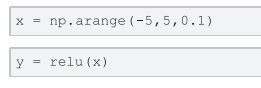 x = np.arange(-5,5,0.1)
y = relu(x)